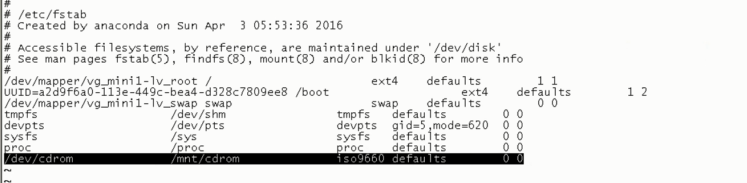 #
# /etc/fstab
# Created by anaconda on Sun Apr  3 05:53:36 2016
#
# Accessible filesystems, by reference, are maintained under '/dev/disk'
# See man pages fstab(5), findfs(8), mount(8) and/or blkid(8) for more info
#
/dev/mapper/vg_mini1-lv_root /                       ext4    defaults        1 1
UUID=a2d9f6a0-113e-449c-bea4-d328c7809ee8 /boot                   ext4    defaults        1 2
/dev/mapper/vg_mini1-lv_swap swap                    swap    defaults        0 0
tmpfs                   /dev/shm                tmpfs   defaults        0 0
devpts                  /dev/pts                devpts  gid=5,mode=620  0 0
sysfs                   /sys                    sysfs   defaults        0 0
proc                    /proc                   proc    defaults        0 0
/dev/cdrom              /mnt/cdrom              iso9660 defaults        0 0
~
~